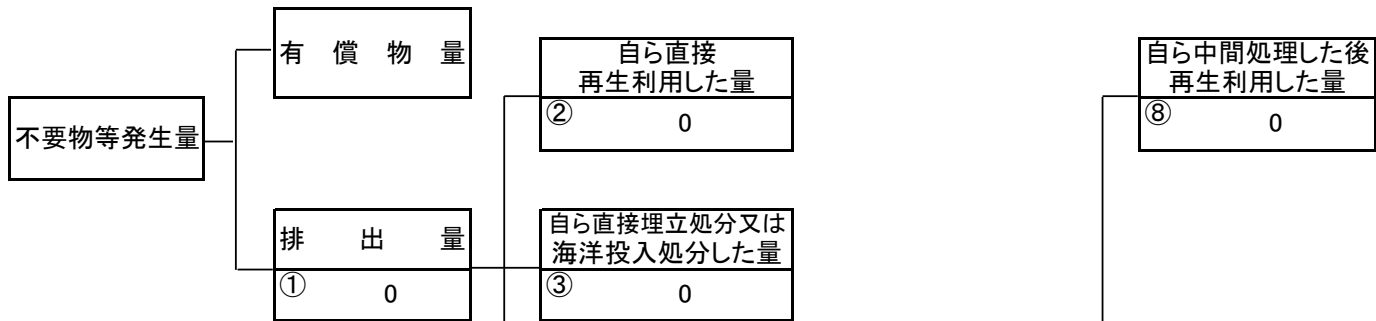 有償物量
自ら直接
再生利用した量
② 0
自ら中間処理した後
再生利用した量
⑧ 0
不要物等発生量
排出量
① 0
自ら直接埋立処分又は
海洋投入処分した量
③ 0